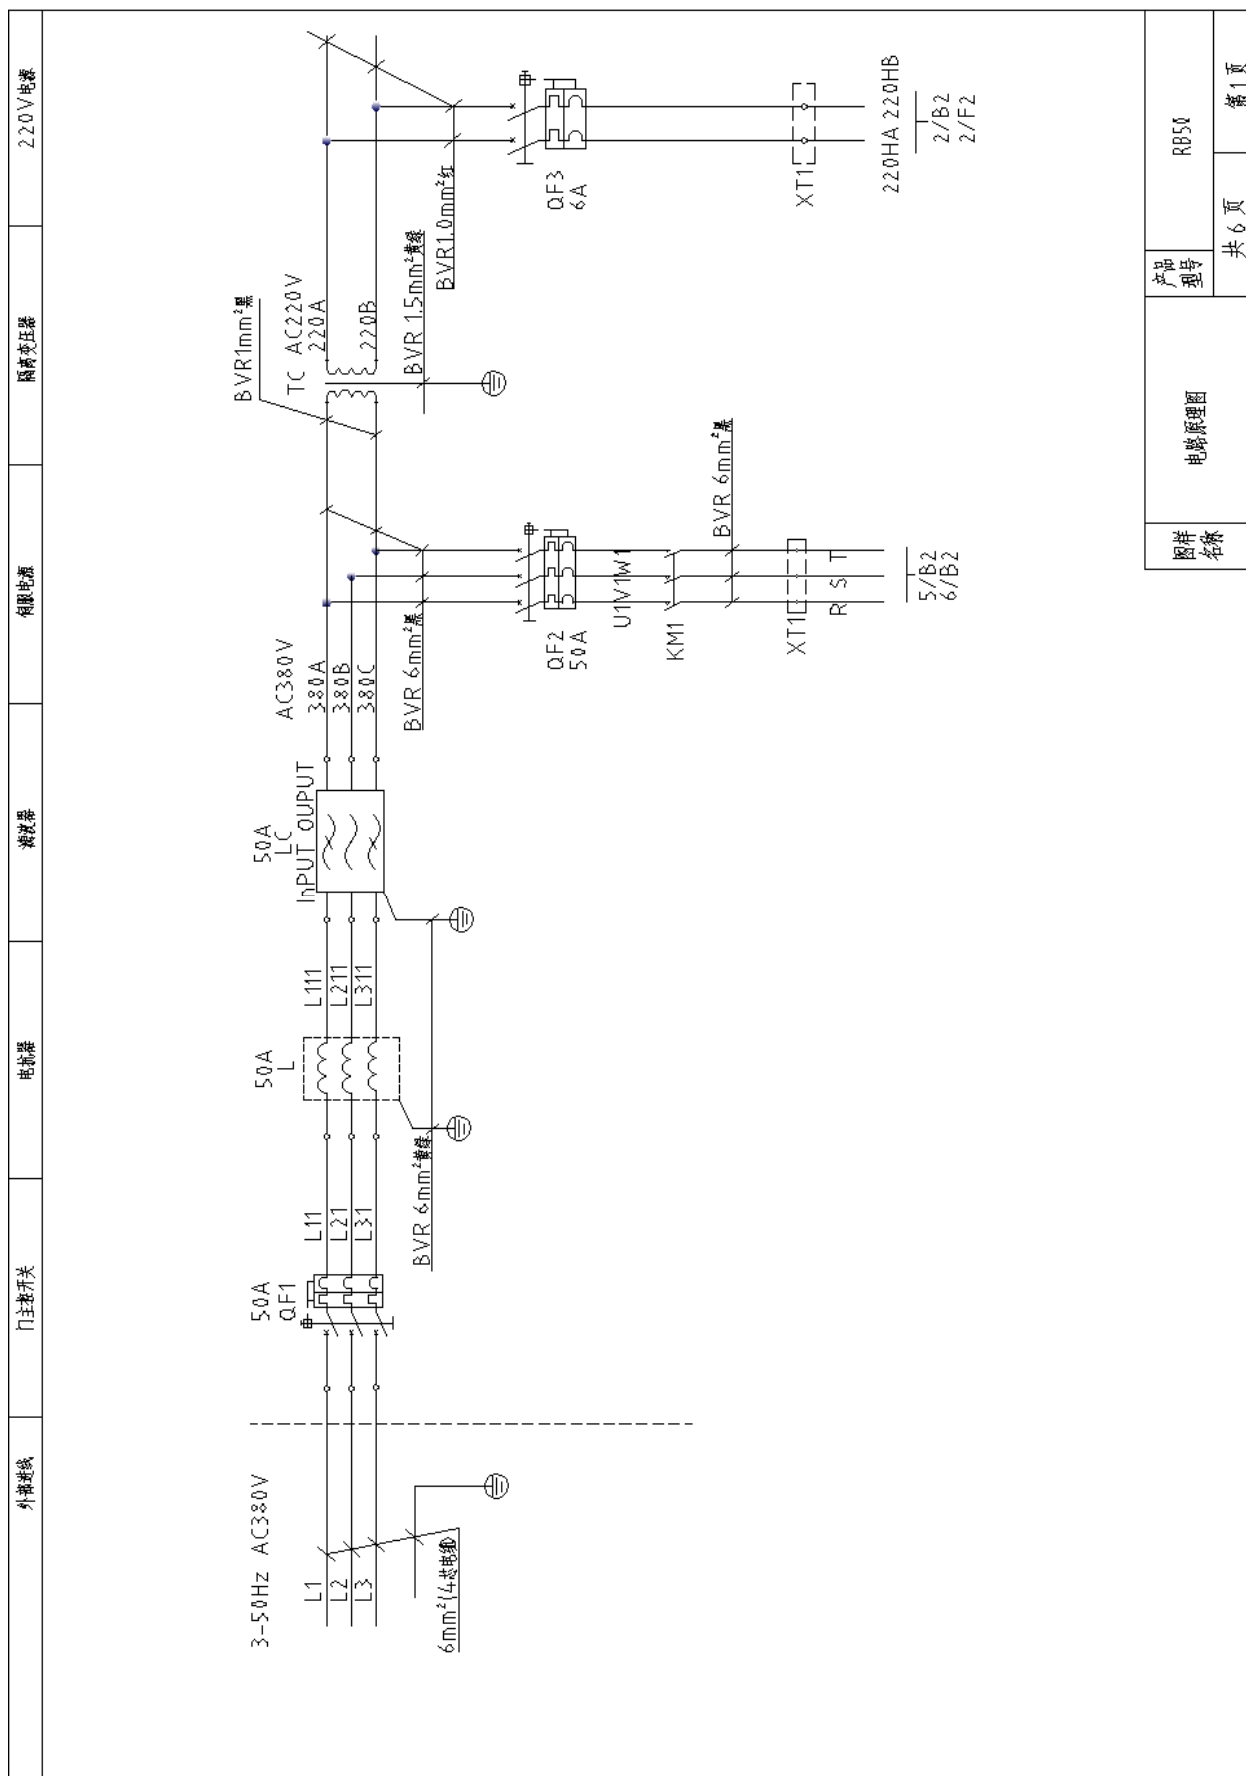 外部进线
门主控开关
电抗器
滤波器
伺服电源
隔离变压器
220V电源
3-50Hz AC380V
L1
L2
L3
6mm²(4芯电缆)
50A
QF1
L11
L21
L31
BVR 6mm²黄绿
50A
L
L111
L211
L311
50A
LC
InPUT OUPUT
AC380V
380A
380B
380C
BVR 6mm²黑
QF2
50A
U1V1W1
KM1
BVR 6mm²黑
XT1
R S T
5/B2
6/B2
BVR1mm²黑
TC AC220V
220A
220B
BVR 1.5mm²黄绿
BVR1.0mm²红
QF3
6A
XT1
220HA 220HB
2/B2
2/F2
图样
名称
电路原理图
产品
型号
RB50
共6页
第1页